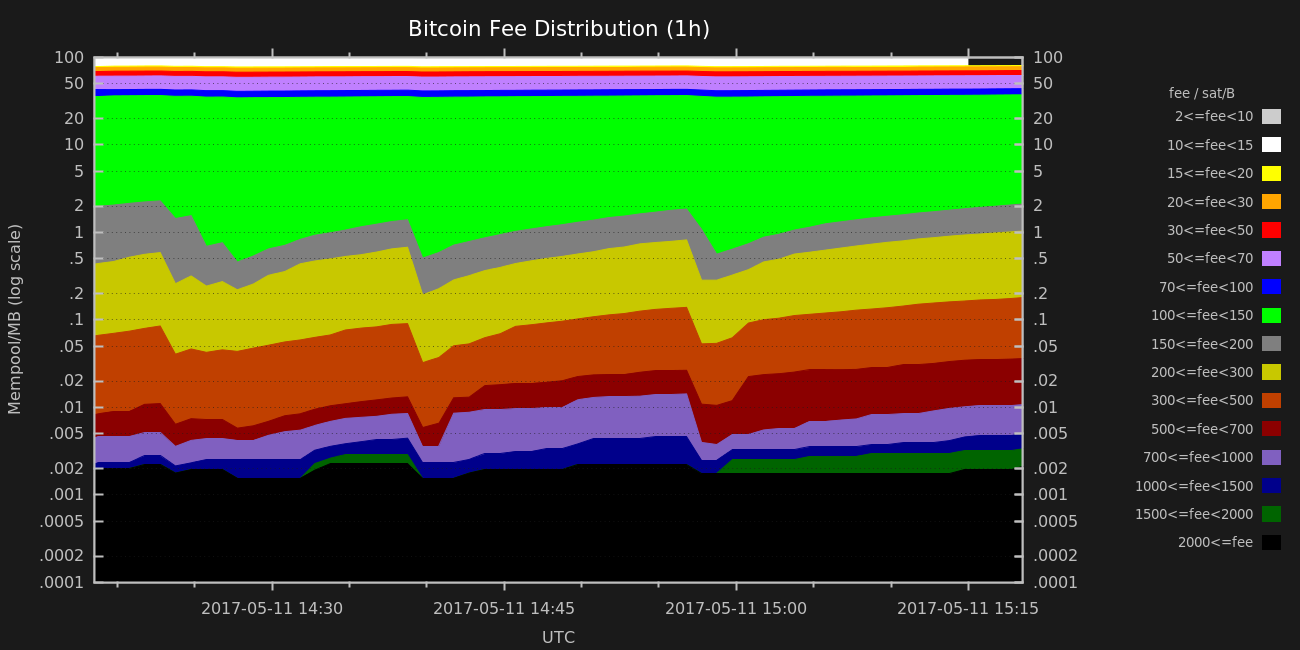 Bitcoin Fee Distribution (1h)
100 100
50 50
20 20
10 10
5 5
2 2
1 1
.5 .5
.2 .2
.1 .1
.05 .05
.02 .02
.01 .01
.005 .005
.002 .002
.001 .001
.0005 .0005
.0002 .0002
.0001 .0001
Mempool/MB (log scale)
2017-05-11 14:30 2017-05-11 14:45 2017-05-11 15:00 2017-05-11 15:15
UTC
fee / sat/B
2<=fee<10
10<=fee<15
15<=fee<20
20<=fee<30
30<=fee<50
50<=fee<70
70<=fee<100
100<=fee<150
150<=fee<200
200<=fee<300
300<=fee<500
500<=fee<700
700<=fee<1000
1000<=fee<1500
1500<=fee<2000
2000<=fee